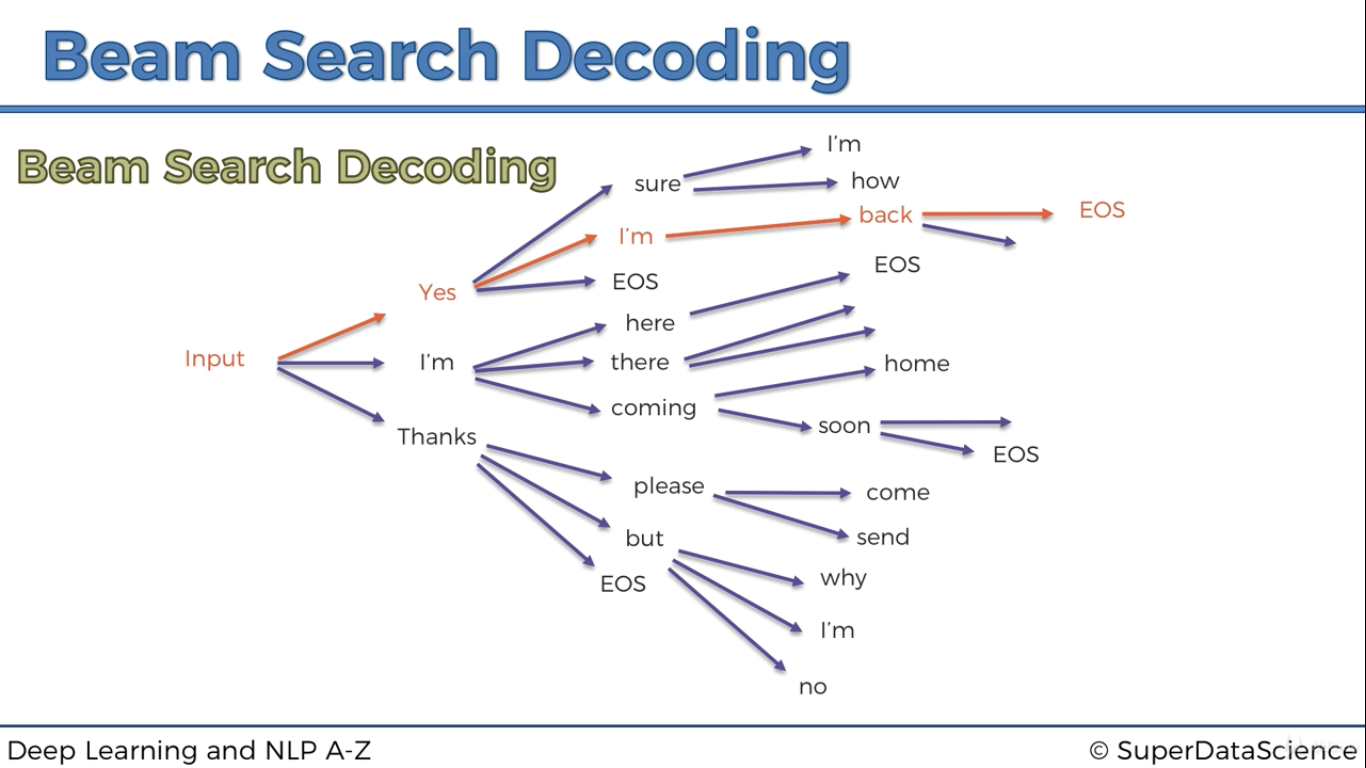 Beam Search Decoding
Beam Search Decoding
I'm
sure
how
I'm
back
EOS
EOS
EOS
Yes
here
Input
I'm
there
home
coming
soon
Thanks
EOS
please
come
but
send
EOS
why
I'm
no
Deep Learning and NLP A-Z
© SuperDataScience